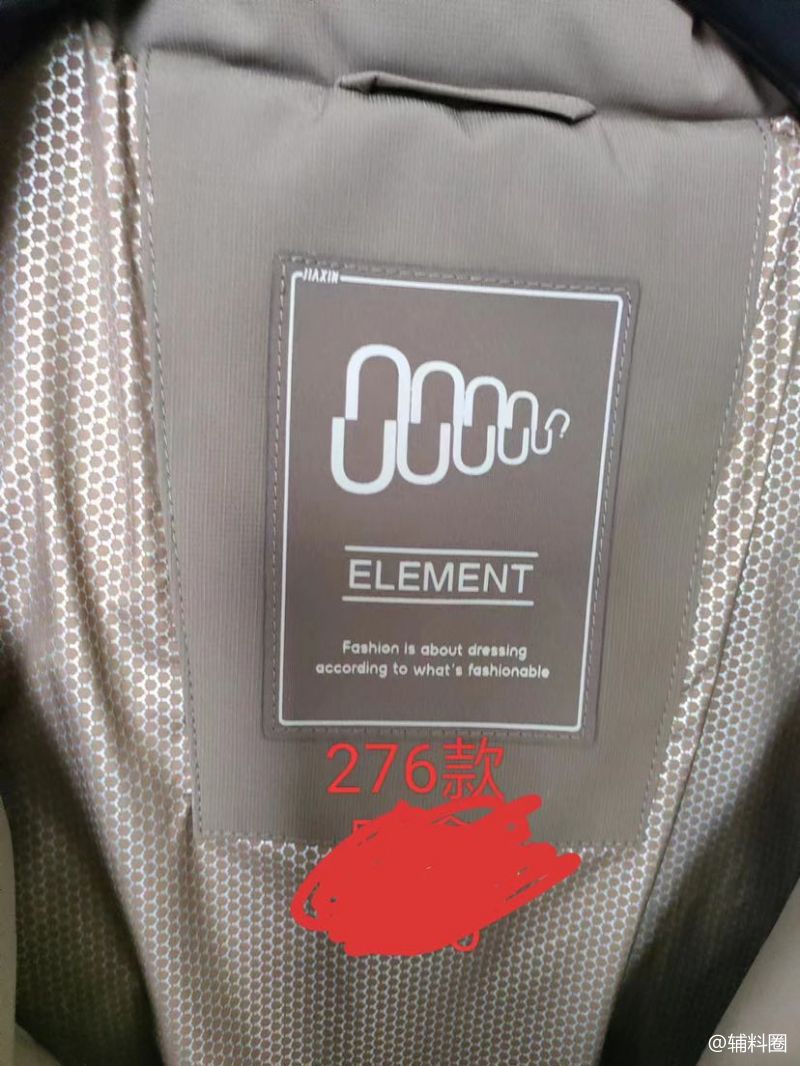 JIAXIN
?
ELEMENT
Fashion is about dressing
according to what's fashionable
276款
@辅料圈